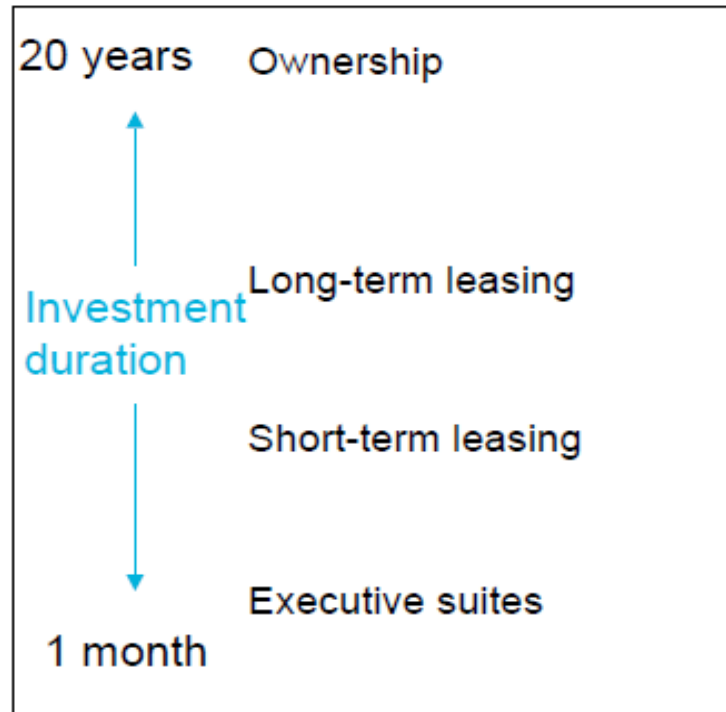 20 years
Ownership
Long-term leasing
Investment
duration
Short-term leasing
Executive suites
1 month